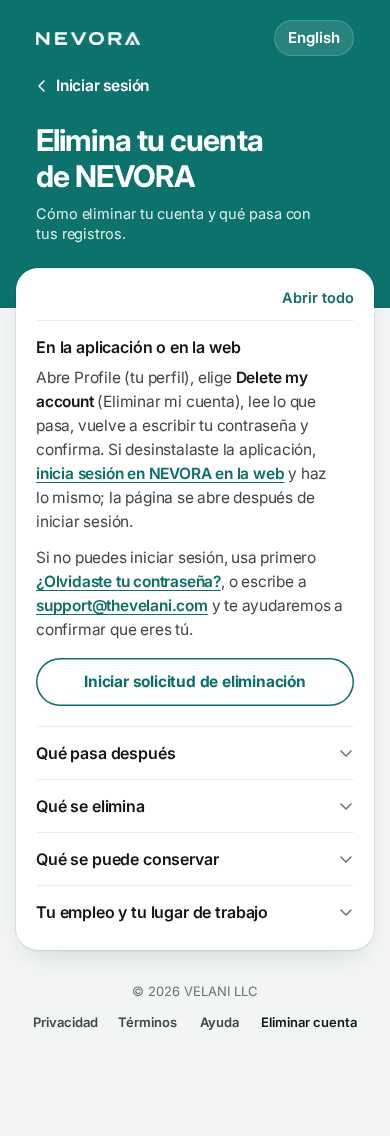 NEVORA
English
Iniciar sesión
Elimina tu cuenta
de NEVORA
Cómo eliminar tu cuenta y qué pasa con
tus registros.
Abrir todo
En la aplicación o en la web
Abre Profile (tu perfil), elige Delete my
account (Eliminar mi cuenta), lee lo que
pasa, vuelve a escribir tu contraseña y
confirma. Si desinstalaste la aplicación,
inicia sesión en NEVORA en la web y haz
lo mismo; la página se abre después de
iniciar sesión.
Si no puedes iniciar sesión, usa primero
¿Olvidaste tu contraseña?, o escribe a
support@thevelani.com y te ayudaremos a
confirmar que eres tú.
Iniciar solicitud de eliminación
Qué pasa después
Qué se elimina
Qué se puede conservar
Tu empleo y tu lugar de trabajo
© 2026 VELANI LLC
Privacidad Términos Ayuda Eliminar cuenta